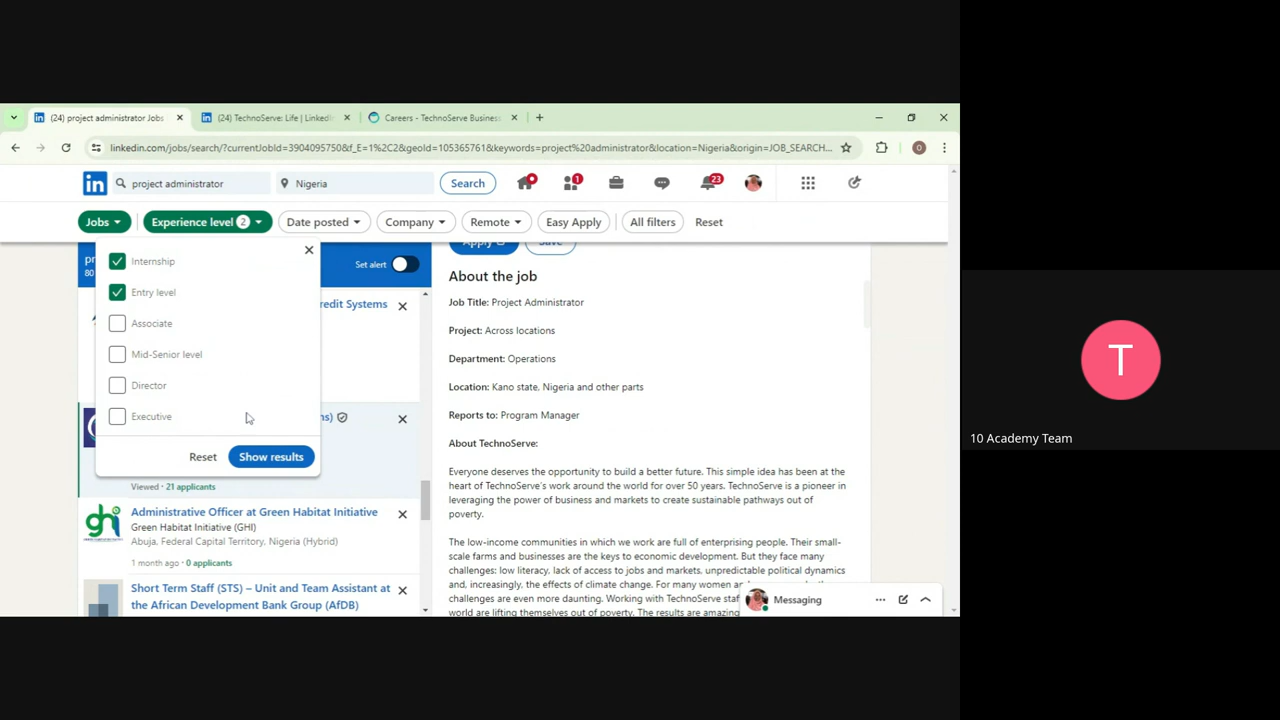 (24) project administrator Jobs
(24) TechnoServe: Life | LinkedIn
Careers - TechnoServe Business
linkedin.com/jobs/search/?currentJobId=3904095750&f_E=1%2C2&geoId=105365761&keywords=project%20administrator&location=Nigeria&origin=JOB_SEARCH...
in
project administrator
Nigeria
Search
1
23
Jobs
Experience level 2
Date posted
Company
Remote
Easy Apply
All filters
Reset
Internship
Entry level
Associate
Mid-Senior level
Director
Executive
Reset
Show results
80
Set alert
redit Systems
Viewed · 21 applicants
ghi
Administrative Officer at Green Habitat Initiative
Green Habitat Initiative (GHI)
Abuja, Federal Capital Territory, Nigeria (Hybrid)
1 month ago · 0 applicants
Short Term Staff (STS) – Unit and Team Assistant at
the African Development Bank Group (AfDB)
Apply
Save
About the job
Job Title: Project Administrator
Project: Across locations
Department: Operations
Location: Kano state, Nigeria and other parts
Reports to: Program Manager
About TechnoServe:
Everyone deserves the opportunity to build a better future. This simple idea has been at the
heart of TechnoServe's work around the world for over 50 years. TechnoServe is a pioneer in
leveraging the power of business and markets to create sustainable pathways out of
poverty.
The low-income communities in which we work are full of enterprising people. Their small-
scale farms and businesses are the keys to economic development. But they face many
challenges: low literacy, lack of access to jobs and markets, unpredictable political dynamics
and, increasingly, the effects of climate change. For many women
challenges are even more daunting. Working with TechnoServe staf
world are lifting themselves out of poverty. The results are amazing
Messaging
T
10 Academy Team